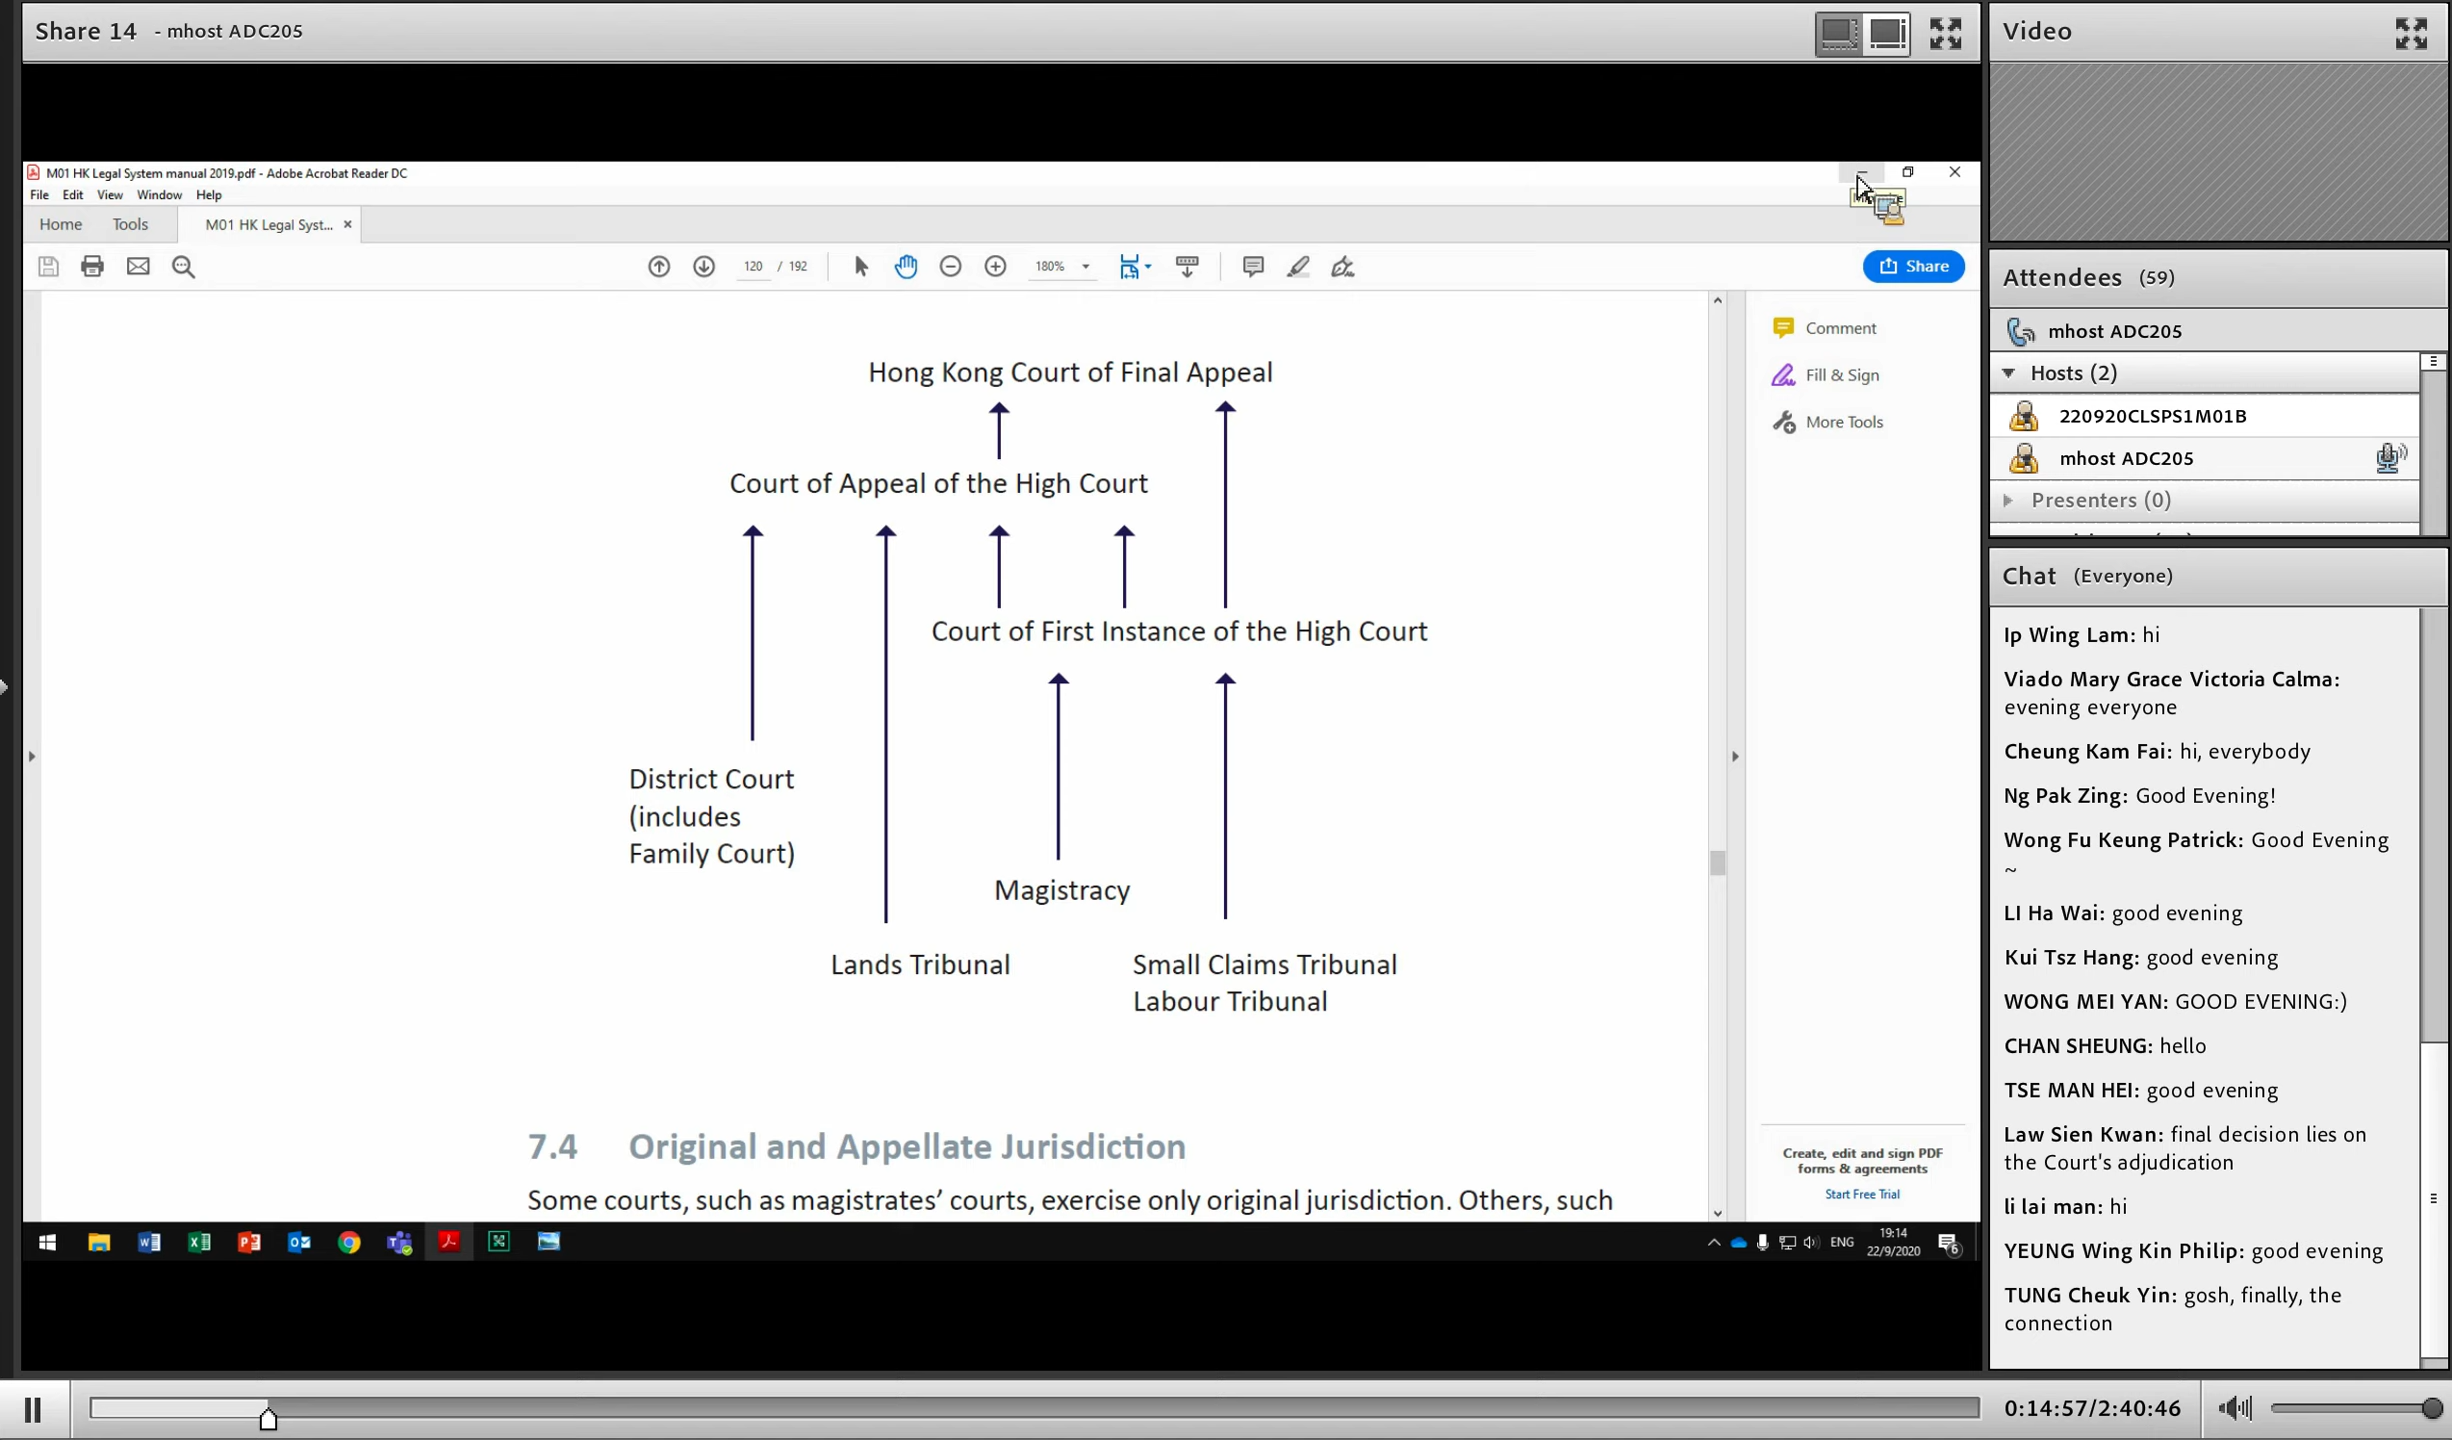 Share 14 - mhost ADC205
M01 HK Legal System manual 2019.pdf - Adobe Acrobat Reader DC
File Edit View Window Help
Home Tools M01 HK Legal Syst... ×
120 / 192 180% Share
Hong Kong Court of Final Appeal
Court of Appeal of the High Court
Court of First Instance of the High Court
District Court
(includes
Family Court)
Magistracy
Lands Tribunal
Small Claims Tribunal
Labour Tribunal
7.4 Original and Appellate Jurisdiction
Some courts, such as magistrates’ courts, exercise only original jurisdiction. Others, such
Comment
Fill & Sign
More Tools
Create, edit and sign PDF
forms & agreements
Start Free Trial
ENG
19:14
22/9/2020
6
Video
Attendees (59)
mhost ADC205
Hosts (2)
220920CLSPS1M01B
mhost ADC205
Presenters (0)
Chat (Everyone)
Ip Wing Lam: hi
Viado Mary Grace Victoria Calma:
evening everyone
Cheung Kam Fai: hi, everybody
Ng Pak Zing: Good Evening!
Wong Fu Keung Patrick: Good Evening
~
LI Ha Wai: good evening
Kui Tsz Hang: good evening
WONG MEI YAN: GOOD EVENING:)
CHAN SHEUNG: hello
TSE MAN HEI: good evening
Law Sien Kwan: final decision lies on
the Court's adjudication
li lai man: hi
YEUNG Wing Kin Philip: good evening
TUNG Cheuk Yin: gosh, finally, the
connection
0:14:57/2:40:46